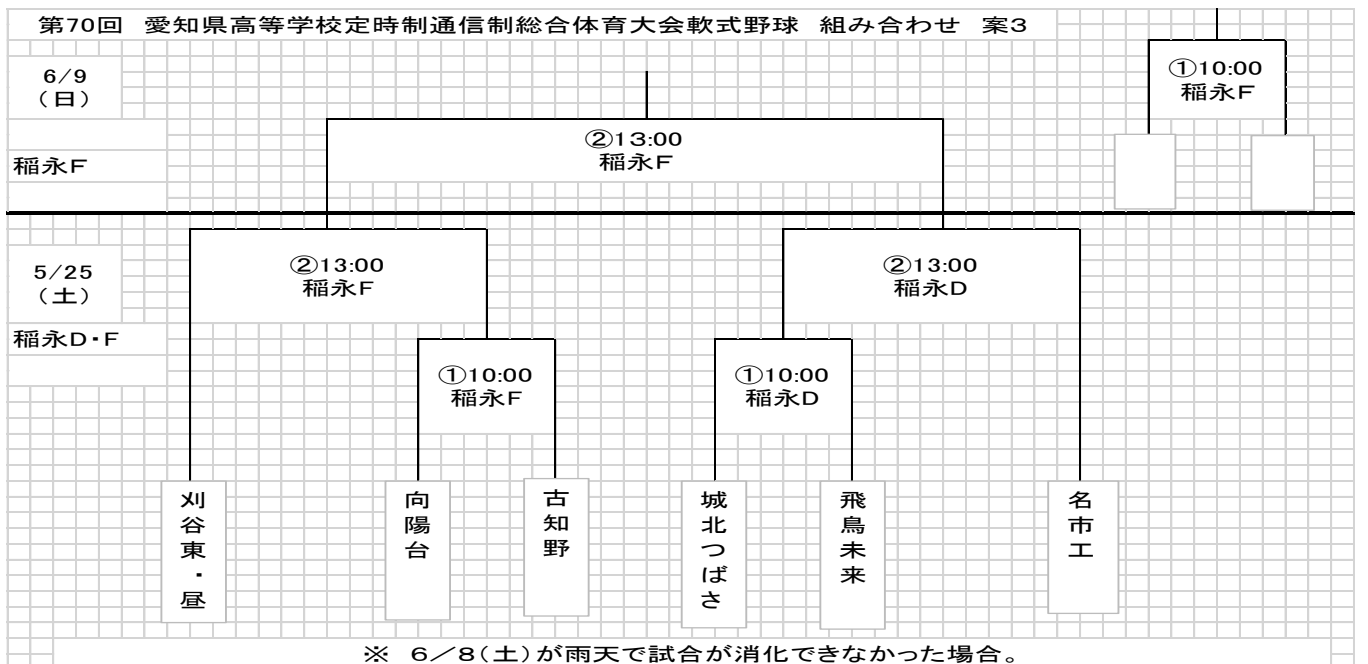 第70回 愛知県高等学校定時制通信制総合体育大会軟式野球 組み合わせ 案3
6/9
(日)
①10:00
稲永F
②13:00
稲永F
稲永F
5/25
(土)
②13:00
稲永F
②13:00
稲永D
稲永D・F
①10:00
稲永F
①10:00
稲永D
刈谷東・昼
向陽台
古知野
城北つばさ
飛鳥未来
名市工
※ 6/8(土)が雨天で試合が消化できなかった場合。